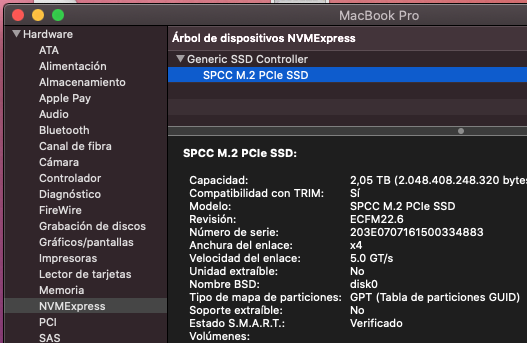 MacBook Pro
Hardware
ATA
Alimentación
Almacenamiento
Apple Pay
Audio
Bluetooth
Canal de fibra
Cámara
Controlador
Diagnóstico
FireWire
Grabación de discos
Gráficos/pantallas
Impresoras
Lector de tarjetas
Memoria
NVMExpress
PCI
SAS
Árbol de dispositivos NVMExpress
Generic SSD Controller
SPCC M.2 PCIe SSD
SPCC M.2 PCIe SSD:
Capacidad: 2,05 TB (2.048.408.248.320 bytes
Compatibilidad con TRIM: Sí
Modelo: SPCC M.2 PCIe SSD
Revisión: ECFM22.6
Número de serie: 203E0707161500334883
Anchura del enlace: x4
Velocidad del enlace: 5.0 GT/s
Unidad extraíble: No
Nombre BSD: disk0
Tipo de mapa de particiones: GPT (Tabla de particiones GUID)
Soporte extraíble: No
Estado S.M.A.R.T.: Verificado
Volúmenes: